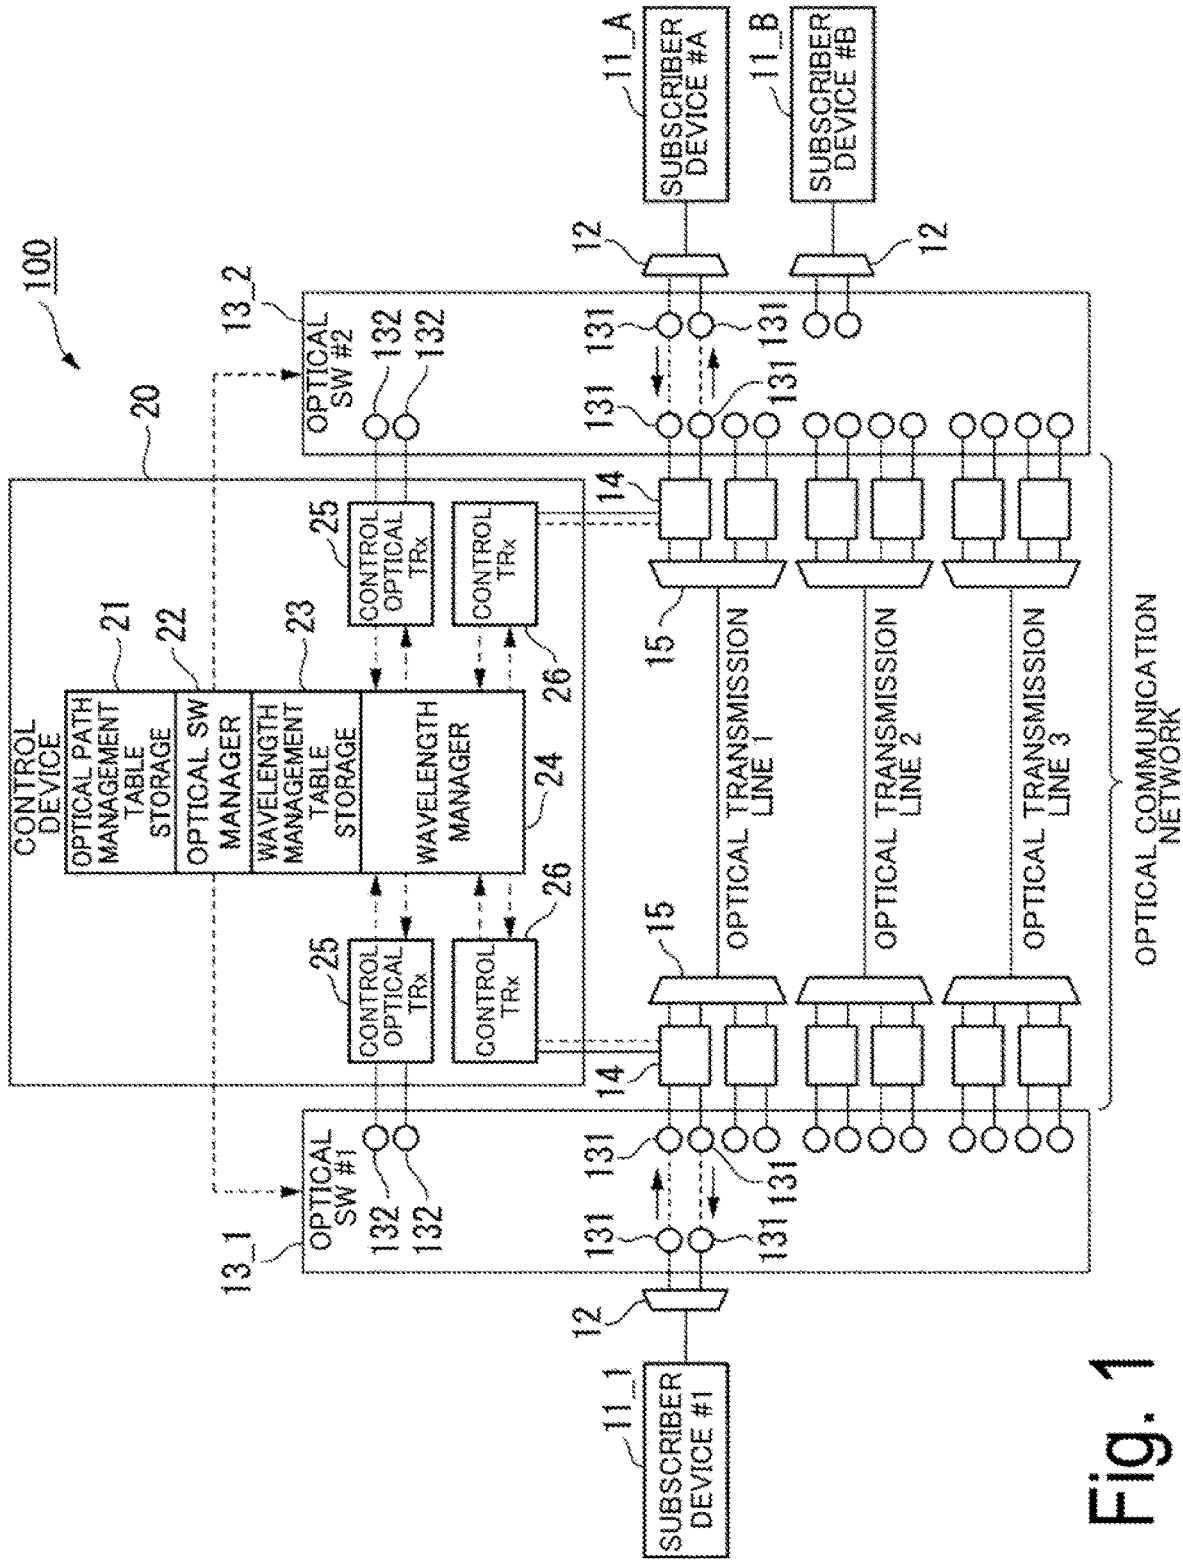 100
CONTROL
DEVICE
20
OPTICAL PATH
MANAGEMENT
TABLE
STORAGE
21
OPTICAL SW
MANAGER
22
WAVELENGTH
MANAGEMENT
TABLE
STORAGE
23
WAVELENGTH
MANAGER
24
CONTROL
OPTICAL
TRx
25
CONTROL
TRx
26
CONTROL
OPTICAL
TRx
25
CONTROL
TRx
26
13_1
OPTICAL
SW #1
132
132
13_2
OPTICAL
SW #2
132
132
11_1
SUBSCRIBER
DEVICE #1
12
131
131
131
131
14
15
OPTICAL TRANSMISSION
LINE 1
15
14
131
131
131
131
12
11_A
SUBSCRIBER
DEVICE #A
OPTICAL TRANSMISSION
LINE 2
12
11_B
SUBSCRIBER
DEVICE #B
OPTICAL TRANSMISSION
LINE 3
OPTICAL COMMUNICATION
NETWORK
Fig. 1